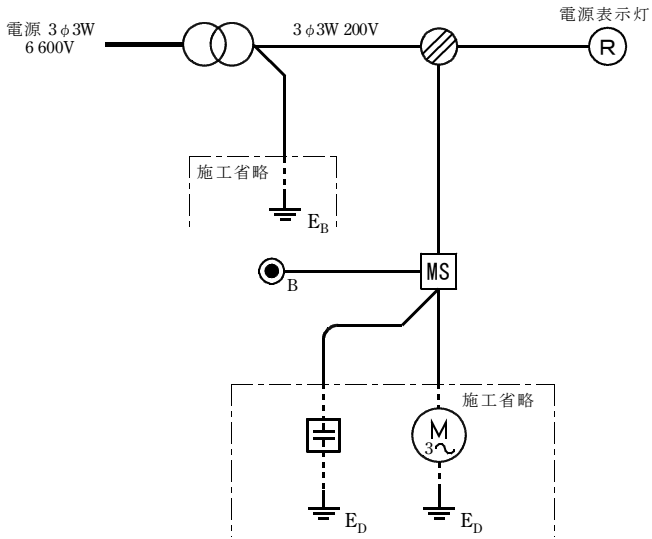 電源 3φ3W
6 600V
3φ3W 200V
電源表示灯
R
施工省略
E_B
MS
B
施工省略
M
3〜
E_D
E_D